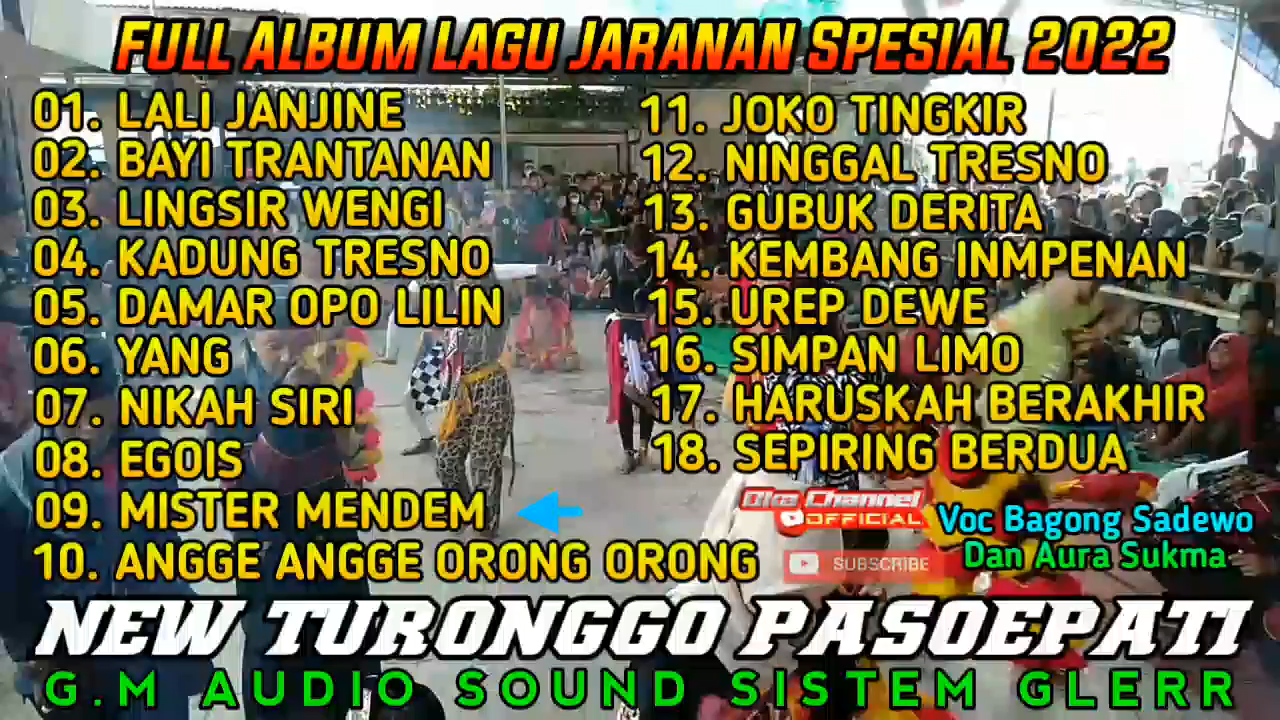 FULL ALBUM LAGU JARANAN SPESIAL 2022
01. LALI JANJINE
02. BAYI TRANTANAN
03. LINGSIR WENGI
04. KADUNG TRESNO
05. DAMAR OPO LILIN
06. YANG
07. NIKAH SIRI
08. EGOIS
09. MISTER MENDEM
10. ANGGE ANGGE ORONG ORONG
11. JOKO TINGKIR
12. NINGGAL TRESNO
13. GUBUK DERITA
14. KEMBANG INMPENAN
15. UREP DEWE
16. SIMPAN LIMO
17. HARUSKAH BERAKHIR
18. SEPIRING BERDUA
Channel
OFFICIAL
SUBSCRIBE
Voc Bagong Sadewo
Dan Aura Sukma
NEW TURONGGO PASOEPATI
G.M AUDIO SOUND SISTEM GLERR